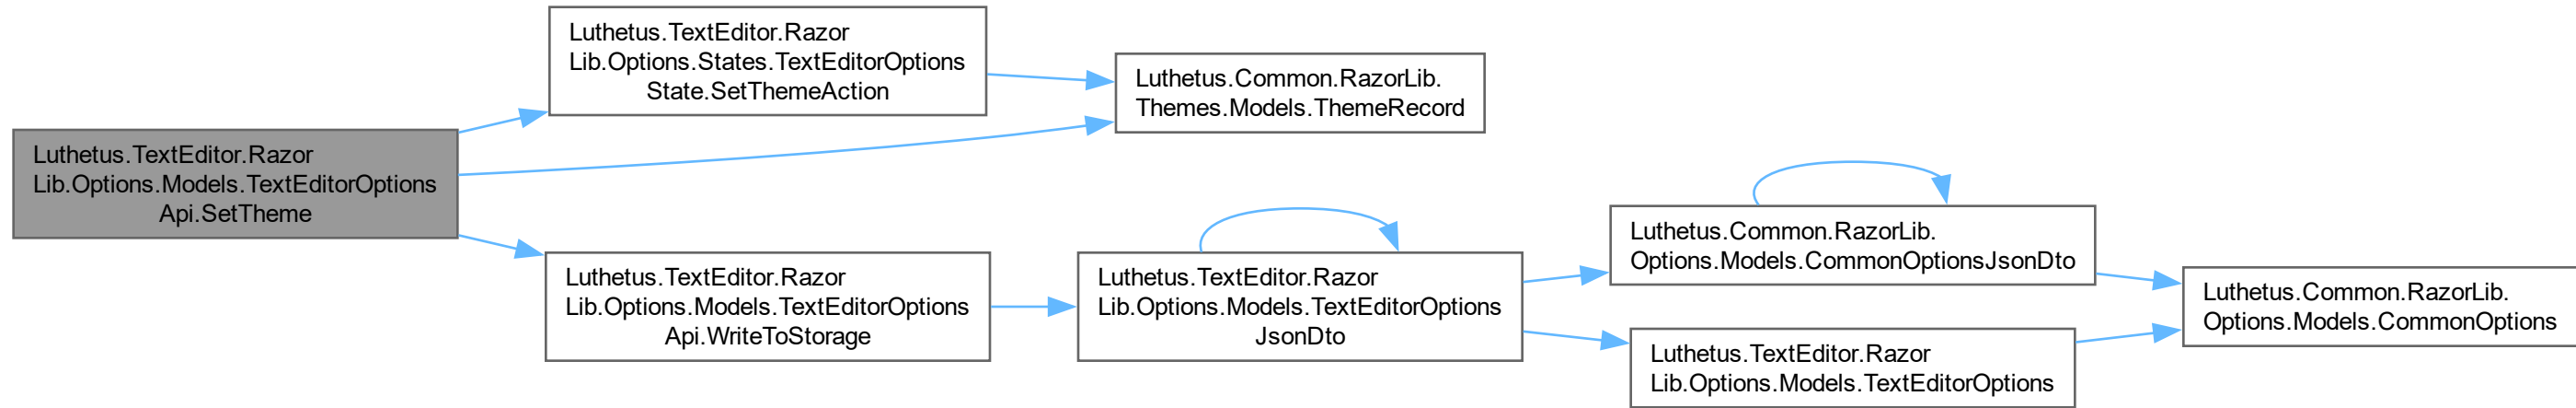 Luthetus.TextEditor.Razor
Lib.Options.Models.TextEditorOptions
Api.SetTheme
Luthetus.TextEditor.Razor
Lib.Options.States.TextEditorOptions
State.SetThemeAction
Luthetus.Common.RazorLib.
Themes.Models.ThemeRecord
Luthetus.TextEditor.Razor
Lib.Options.Models.TextEditorOptions
Api.WriteToStorage
Luthetus.TextEditor.Razor
Lib.Options.Models.TextEditorOptions
JsonDto
Luthetus.Common.RazorLib.
Options.Models.CommonOptionsJsonDto
Luthetus.TextEditor.Razor
Lib.Options.Models.TextEditorOptions
Luthetus.Common.RazorLib.
Options.Models.CommonOptions